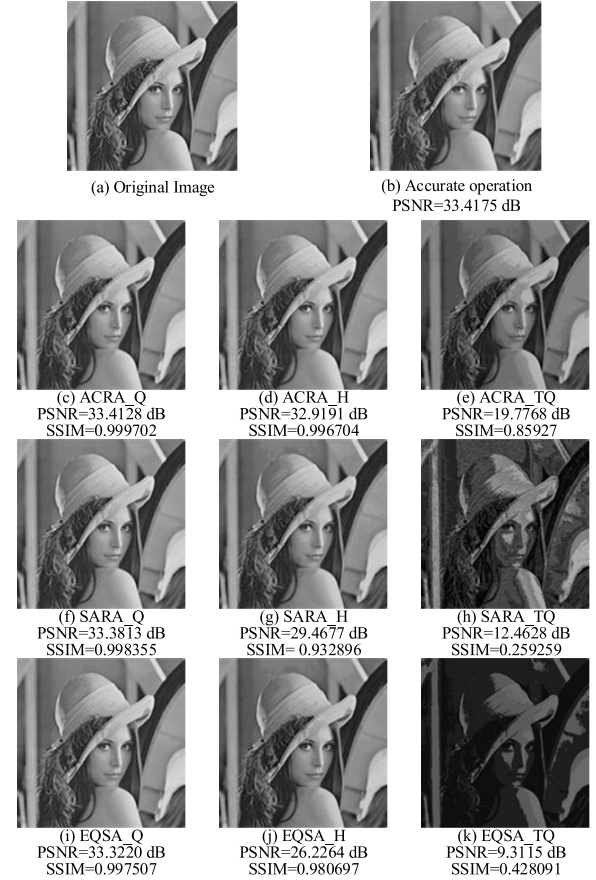 (a) Original Image
(b) Accurate operation
PSNR=33.4175 dB
(c) ACRA_Q
PSNR=33.4128 dB
SSIM=0.999702
(d) ACRA_H
PSNR=32.9191 dB
SSIM=0.996704
(e) ACRA_TQ
PSNR=19.7768 dB
SSIM=0.85927
(f) SARA_Q
PSNR=33.3813 dB
SSIM=0.998355
(g) SARA_H
PSNR=29.4677 dB
SSIM= 0.932896
(h) SARA_TQ
PSNR=12.4628 dB
SSIM=0.259259
(i) EQSA_Q
PSNR=33.3220 dB
SSIM=0.997507
(j) EQSA_H
PSNR=26.2264 dB
SSIM=0.980697
(k) EQSA_TQ
PSNR=9.3115 dB
SSIM=0.428091